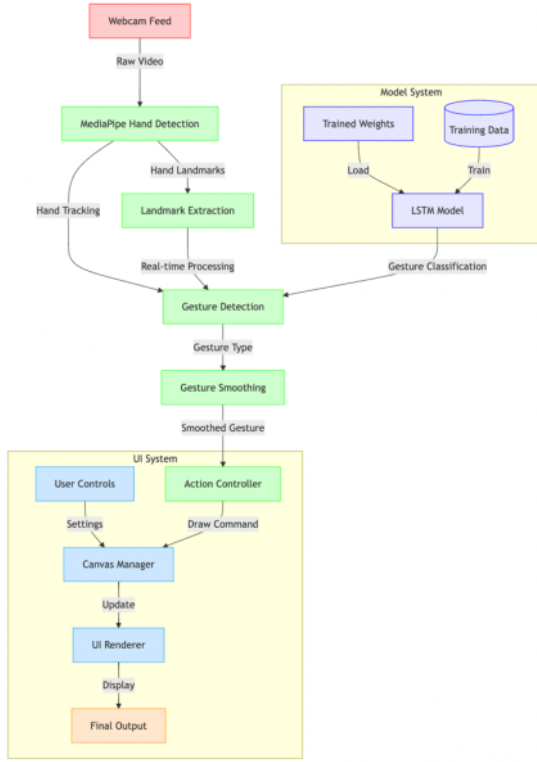 Webcam Feed
Raw Video
Model System
MediaPipe Hand Detection
Trained Weights
Training Data
Hand Landmarks
Load
Train
Hand Tracking
Landmark Extraction
LSTM Model
Real-time Processing
Gesture Classification
Gesture Detection
Gesture Type
Gesture Smoothing
Smoothed Gesture
UI System
User Controls
Action Controller
Settings
Draw Command
Canvas Manager
Update
UI Renderer
Display
Final Output